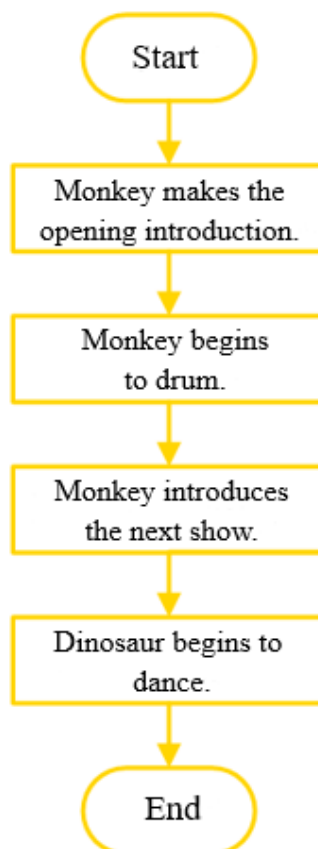 Start
Monkey makes the
opening introduction.
Monkey begins
to drum.
Monkey introduces
the next show.
Dinosaur begins to
dance.
End